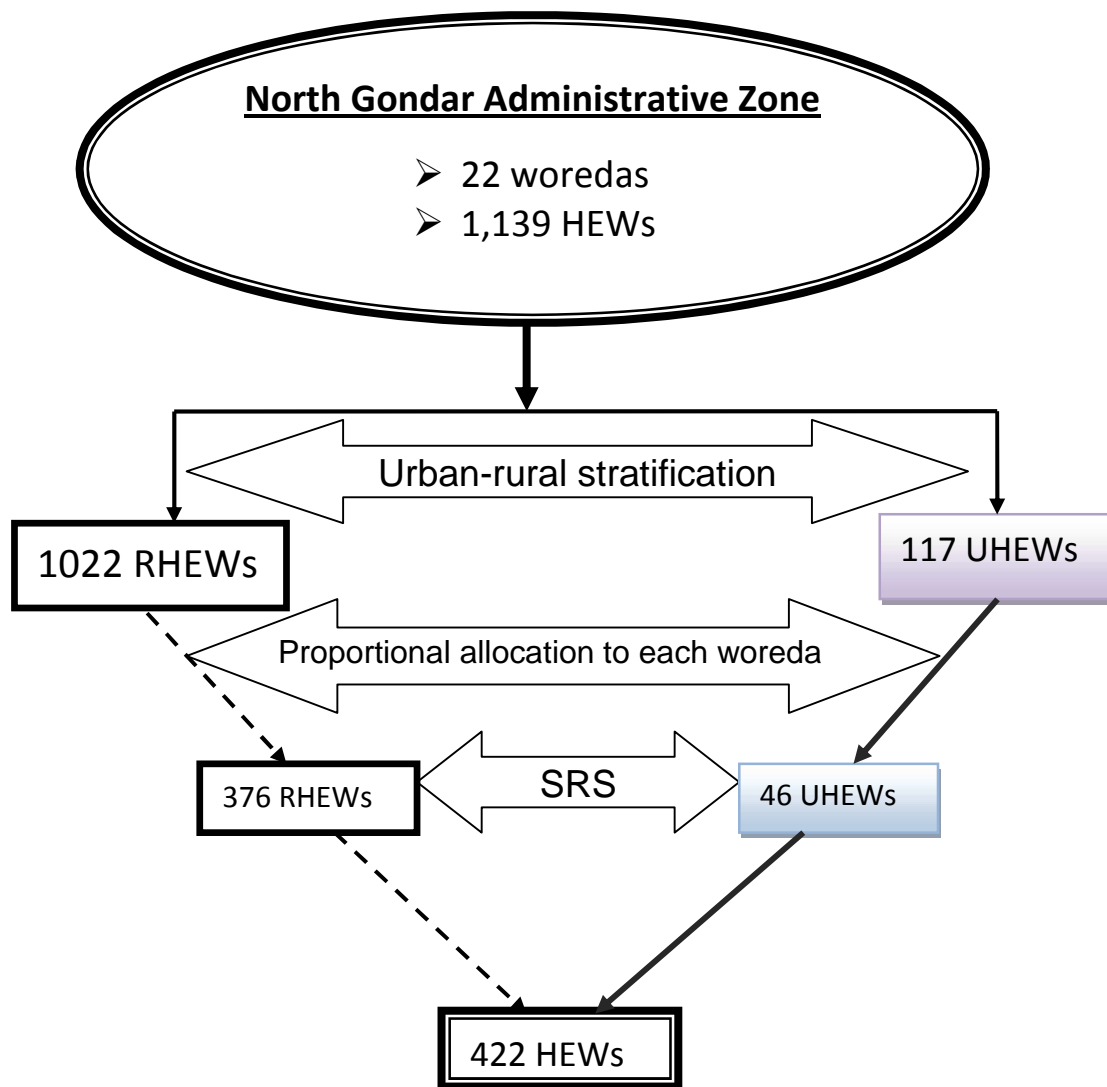 North Gondar Administrative Zone
➢ 22 woredas
➢ 1,139 HEWs
Urban-rural stratification
1022 RHEWs
117 UHEWs
Proportional allocation to each woreda
376 RHEWs
SRS
46 UHEWs
422 HEWs